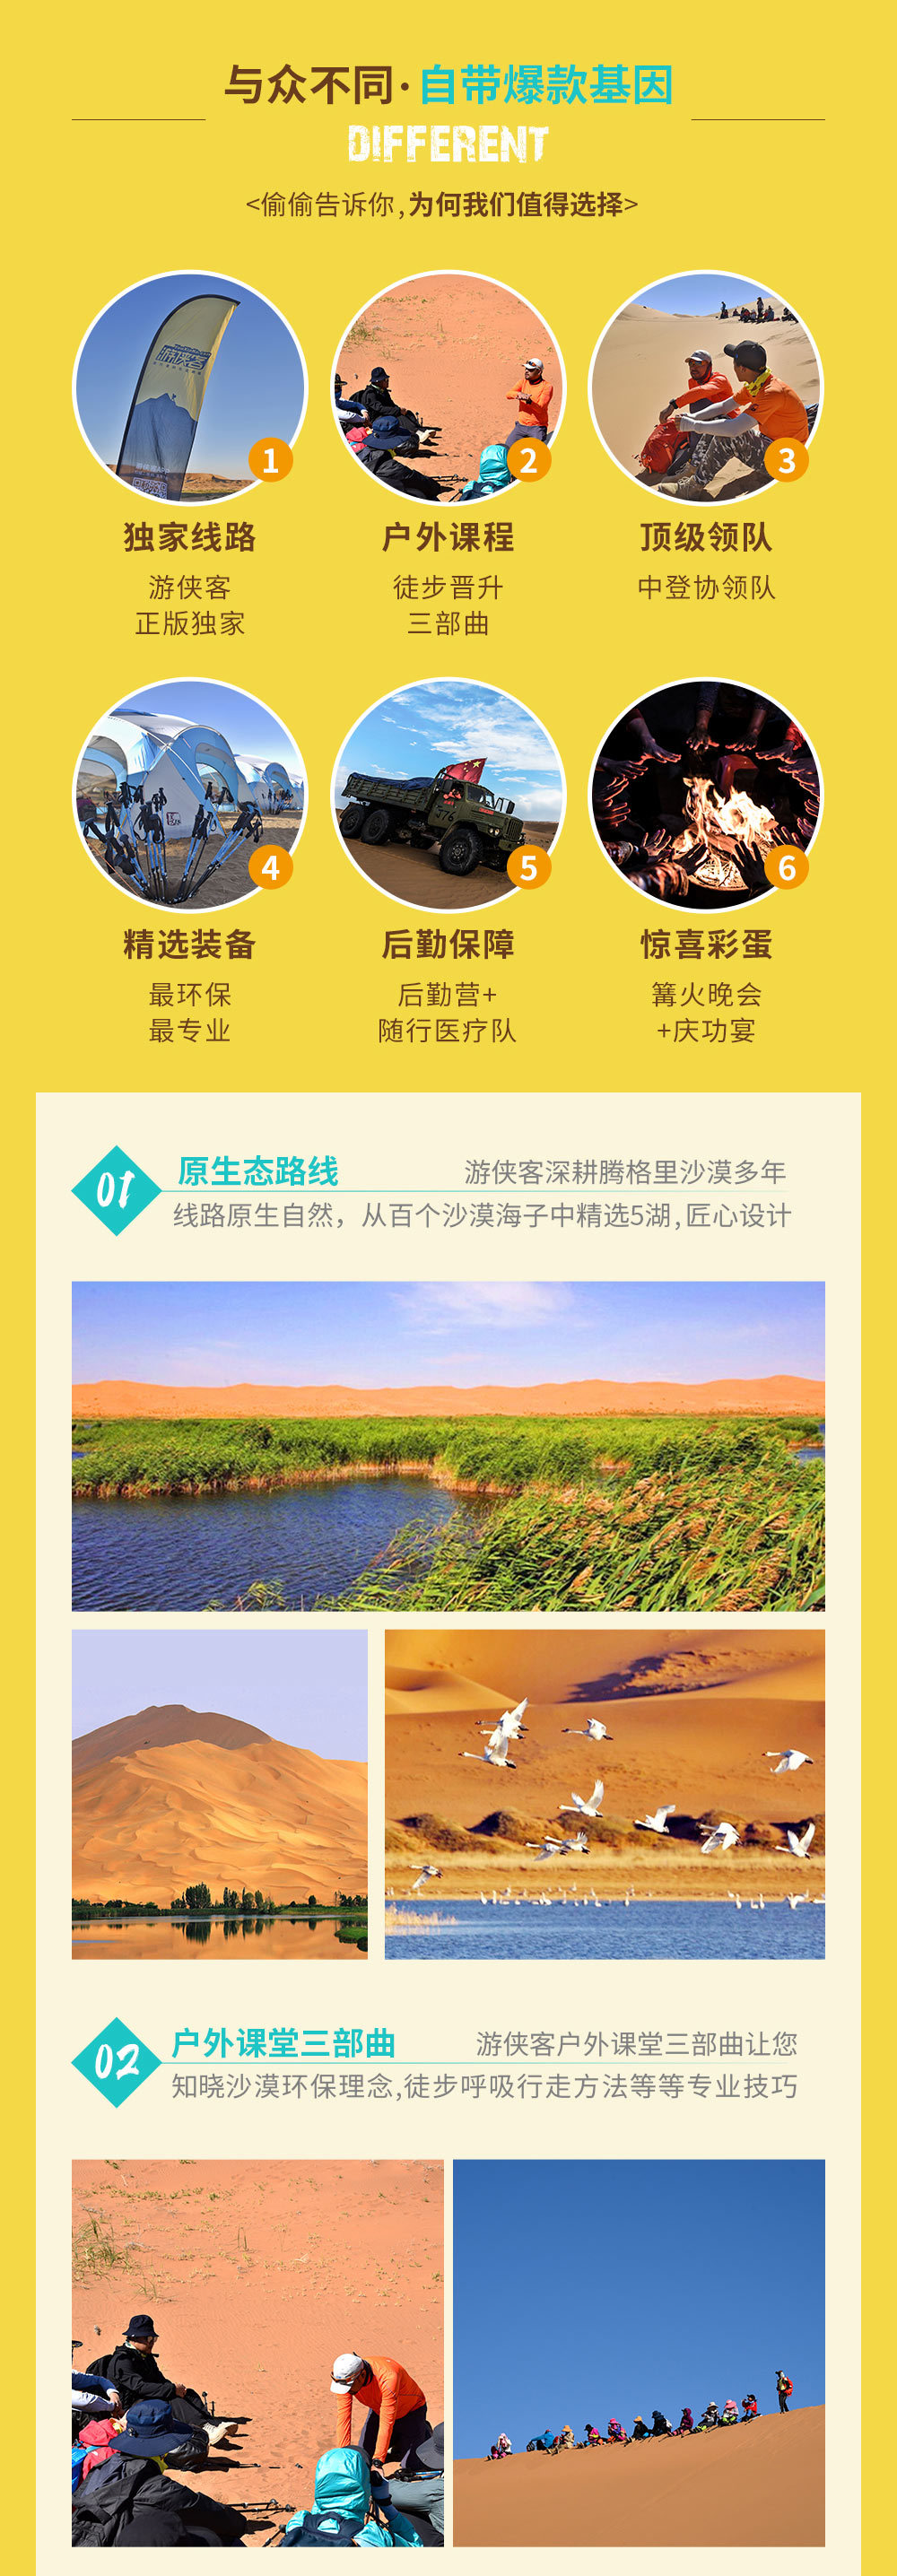 与众不同·自带爆款基因
DIFFERENT
<偷偷告诉你,为何我们值得选择>
游侠客
1
2
3
独家线路
户外课程
顶级领队
游侠客
正版独家
徒步晋升
三部曲
中登协领队
76
4
5
6
精选装备
后勤保障
惊喜彩蛋
最环保
最专业
后勤营+
随行医疗队
篝火晚会
+庆功宴
01
原生态路线
游侠客深耕腾格里沙漠多年
线路原生自然，从百个沙漠海子中精选5湖,匠心设计
02
户外课堂三部曲
游侠客户外课堂三部曲让您
知晓沙漠环保理念,徒步呼吸行走方法等等专业技巧